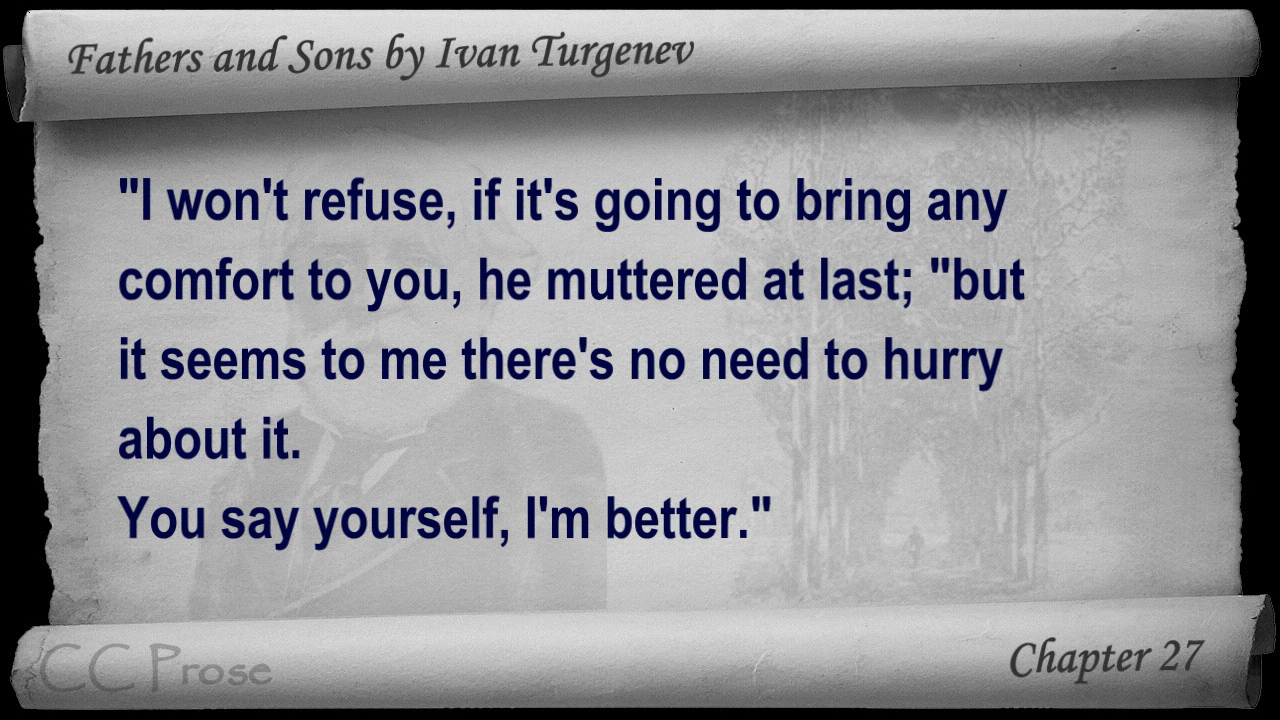 Fathers and Sons by Ivan Turgenev
"I won't refuse, if it's going to bring any
comfort to you, he muttered at last; "but
it seems to me there's no need to hurry
about it.
You say yourself, I'm better."
CC Prose
Chapter 27